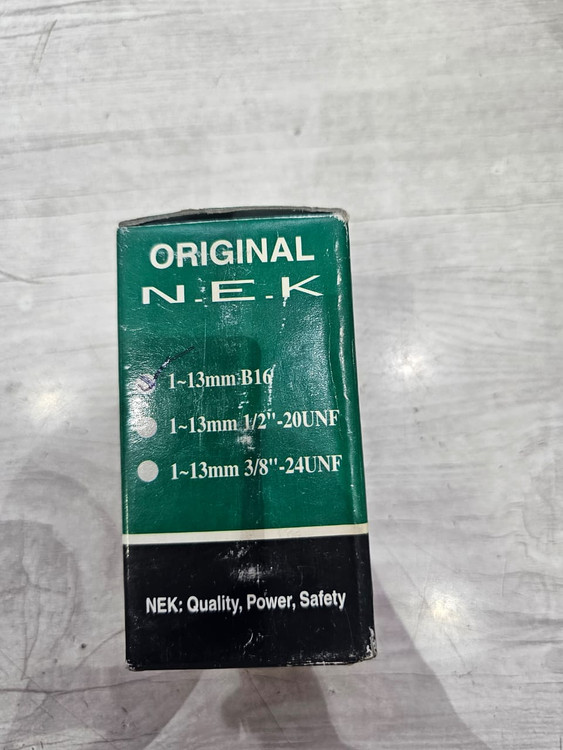 ORIGINAL
N.E.K
1~13mm B16
1~13mm 1/2"-20UNF
1~13mm 3/8"-24UNF
NEK: Quality, Power, Safety